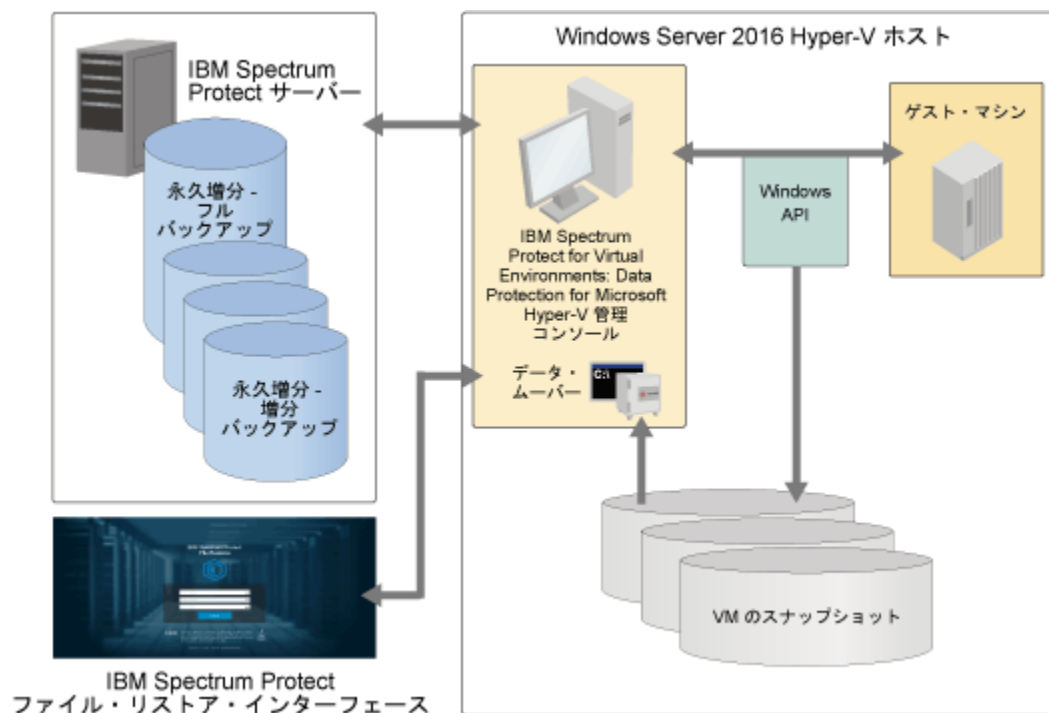 IBM Spectrum
Protect サーバー
永久増分 -
フル
バックアップ
永久増分 -
増分
バックアップ
IBM Spectrum Protect
ファイル・リストア・インターフェース
Windows Server 2016 Hyper-V ホスト
IBM Spectrum
Protect for Virtual
Environments: Data
Protection for Microsoft
Hyper-V 管理
コンソール
データ・
ムーバー
C:\
Windows
API
ゲスト・マシン
VM のスナップショット